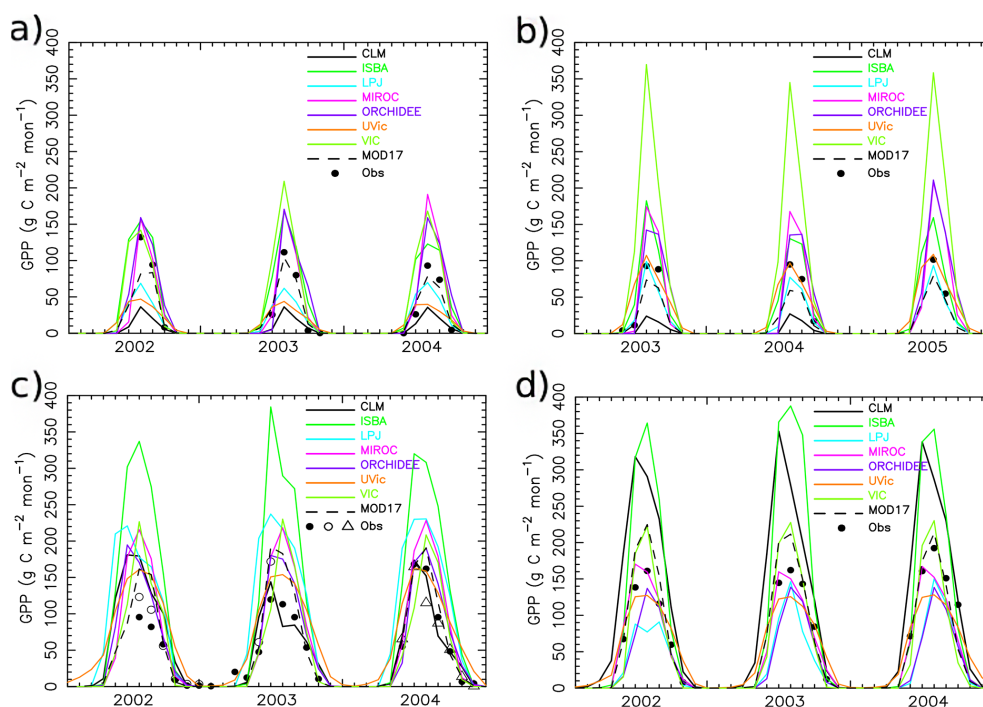 a)
GPP (g C m−2 mon−1)
0 50 100 150 200 250 300 350 400
CLM
ISBA
LPJ
MIROC
ORCHIDEE
UVic
VIC
MOD17
Obs
2002 2003 2004
b)
GPP (g C m−2 mon−1)
0 50 100 150 200 250 300 350 400
CLM
ISBA
LPJ
MIROC
ORCHIDEE
UVic
VIC
MOD17
Obs
2003 2004 2005
c)
GPP (g C m−2 mon−1)
0 50 100 150 200 250 300 350 400
CLM
ISBA
LPJ
MIROC
ORCHIDEE
UVic
VIC
MOD17
Obs
2002 2003 2004
d)
GPP (g C m−2 mon−1)
0 50 100 150 200 250 300 350 400
CLM
ISBA
LPJ
MIROC
ORCHIDEE
UVic
VIC
MOD17
Obs
2002 2003 2004